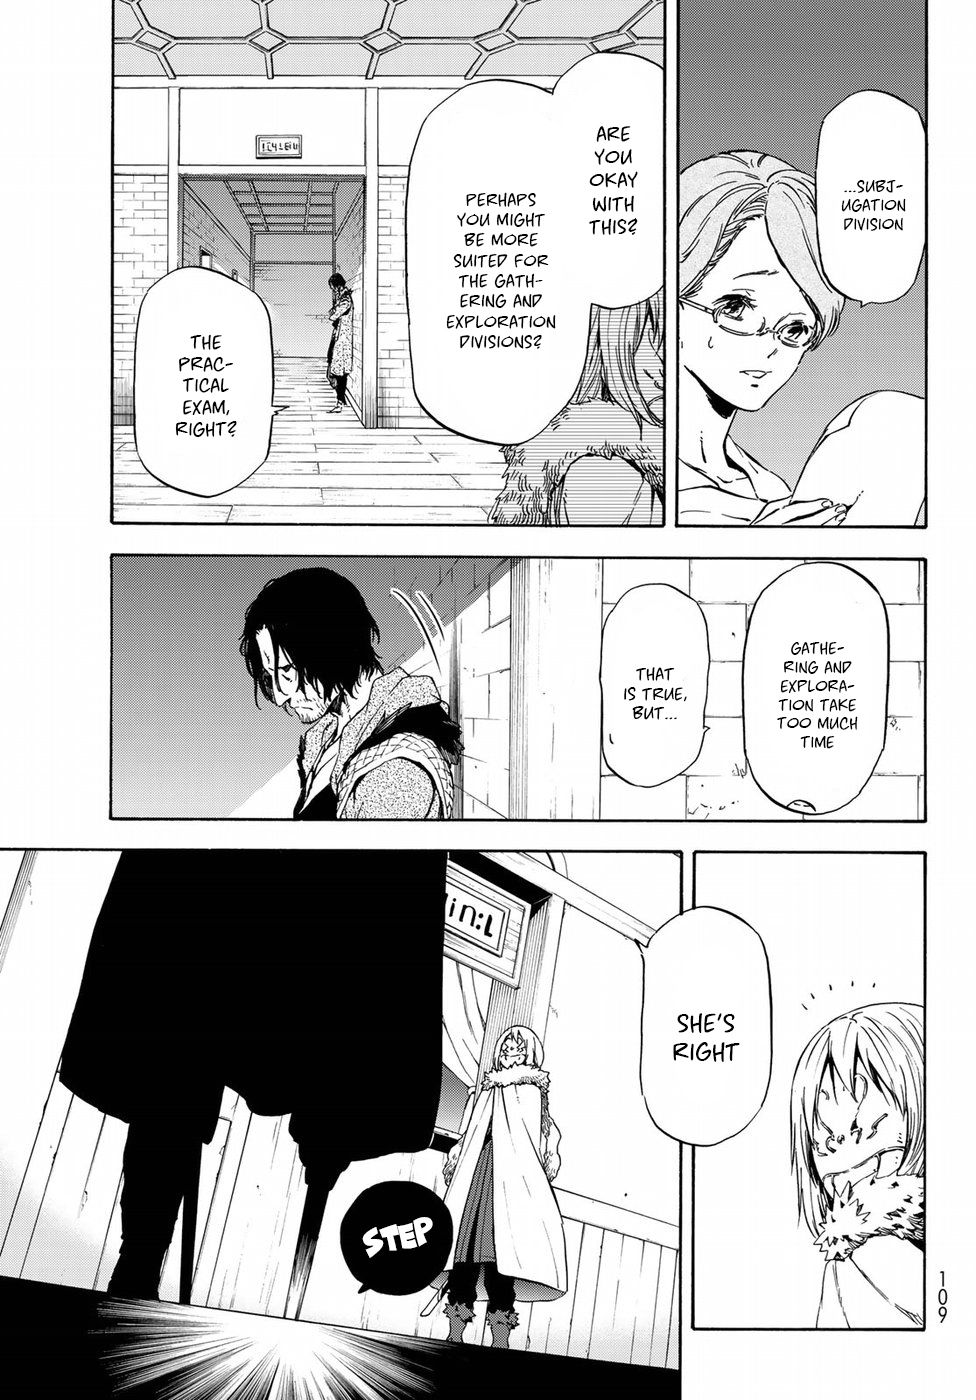 ...SUBJ-
UGATION
DIVISION
ARE
YOU
OKAY
WITH
THIS?
PERHAPS
YOU MIGHT
BE MORE
SUITED FOR
THE GATH-
ERING AND
EXPLORATION
DIVISIONS?
THE
PRAC-
TICAL
EXAM,
RIGHT?
GATHE-
RING AND
EXPLORA-
TION TAKE
TOO MUCH
TIME
THAT
IS TRUE,
BUT...
SHE'S
RIGHT
STEP
109